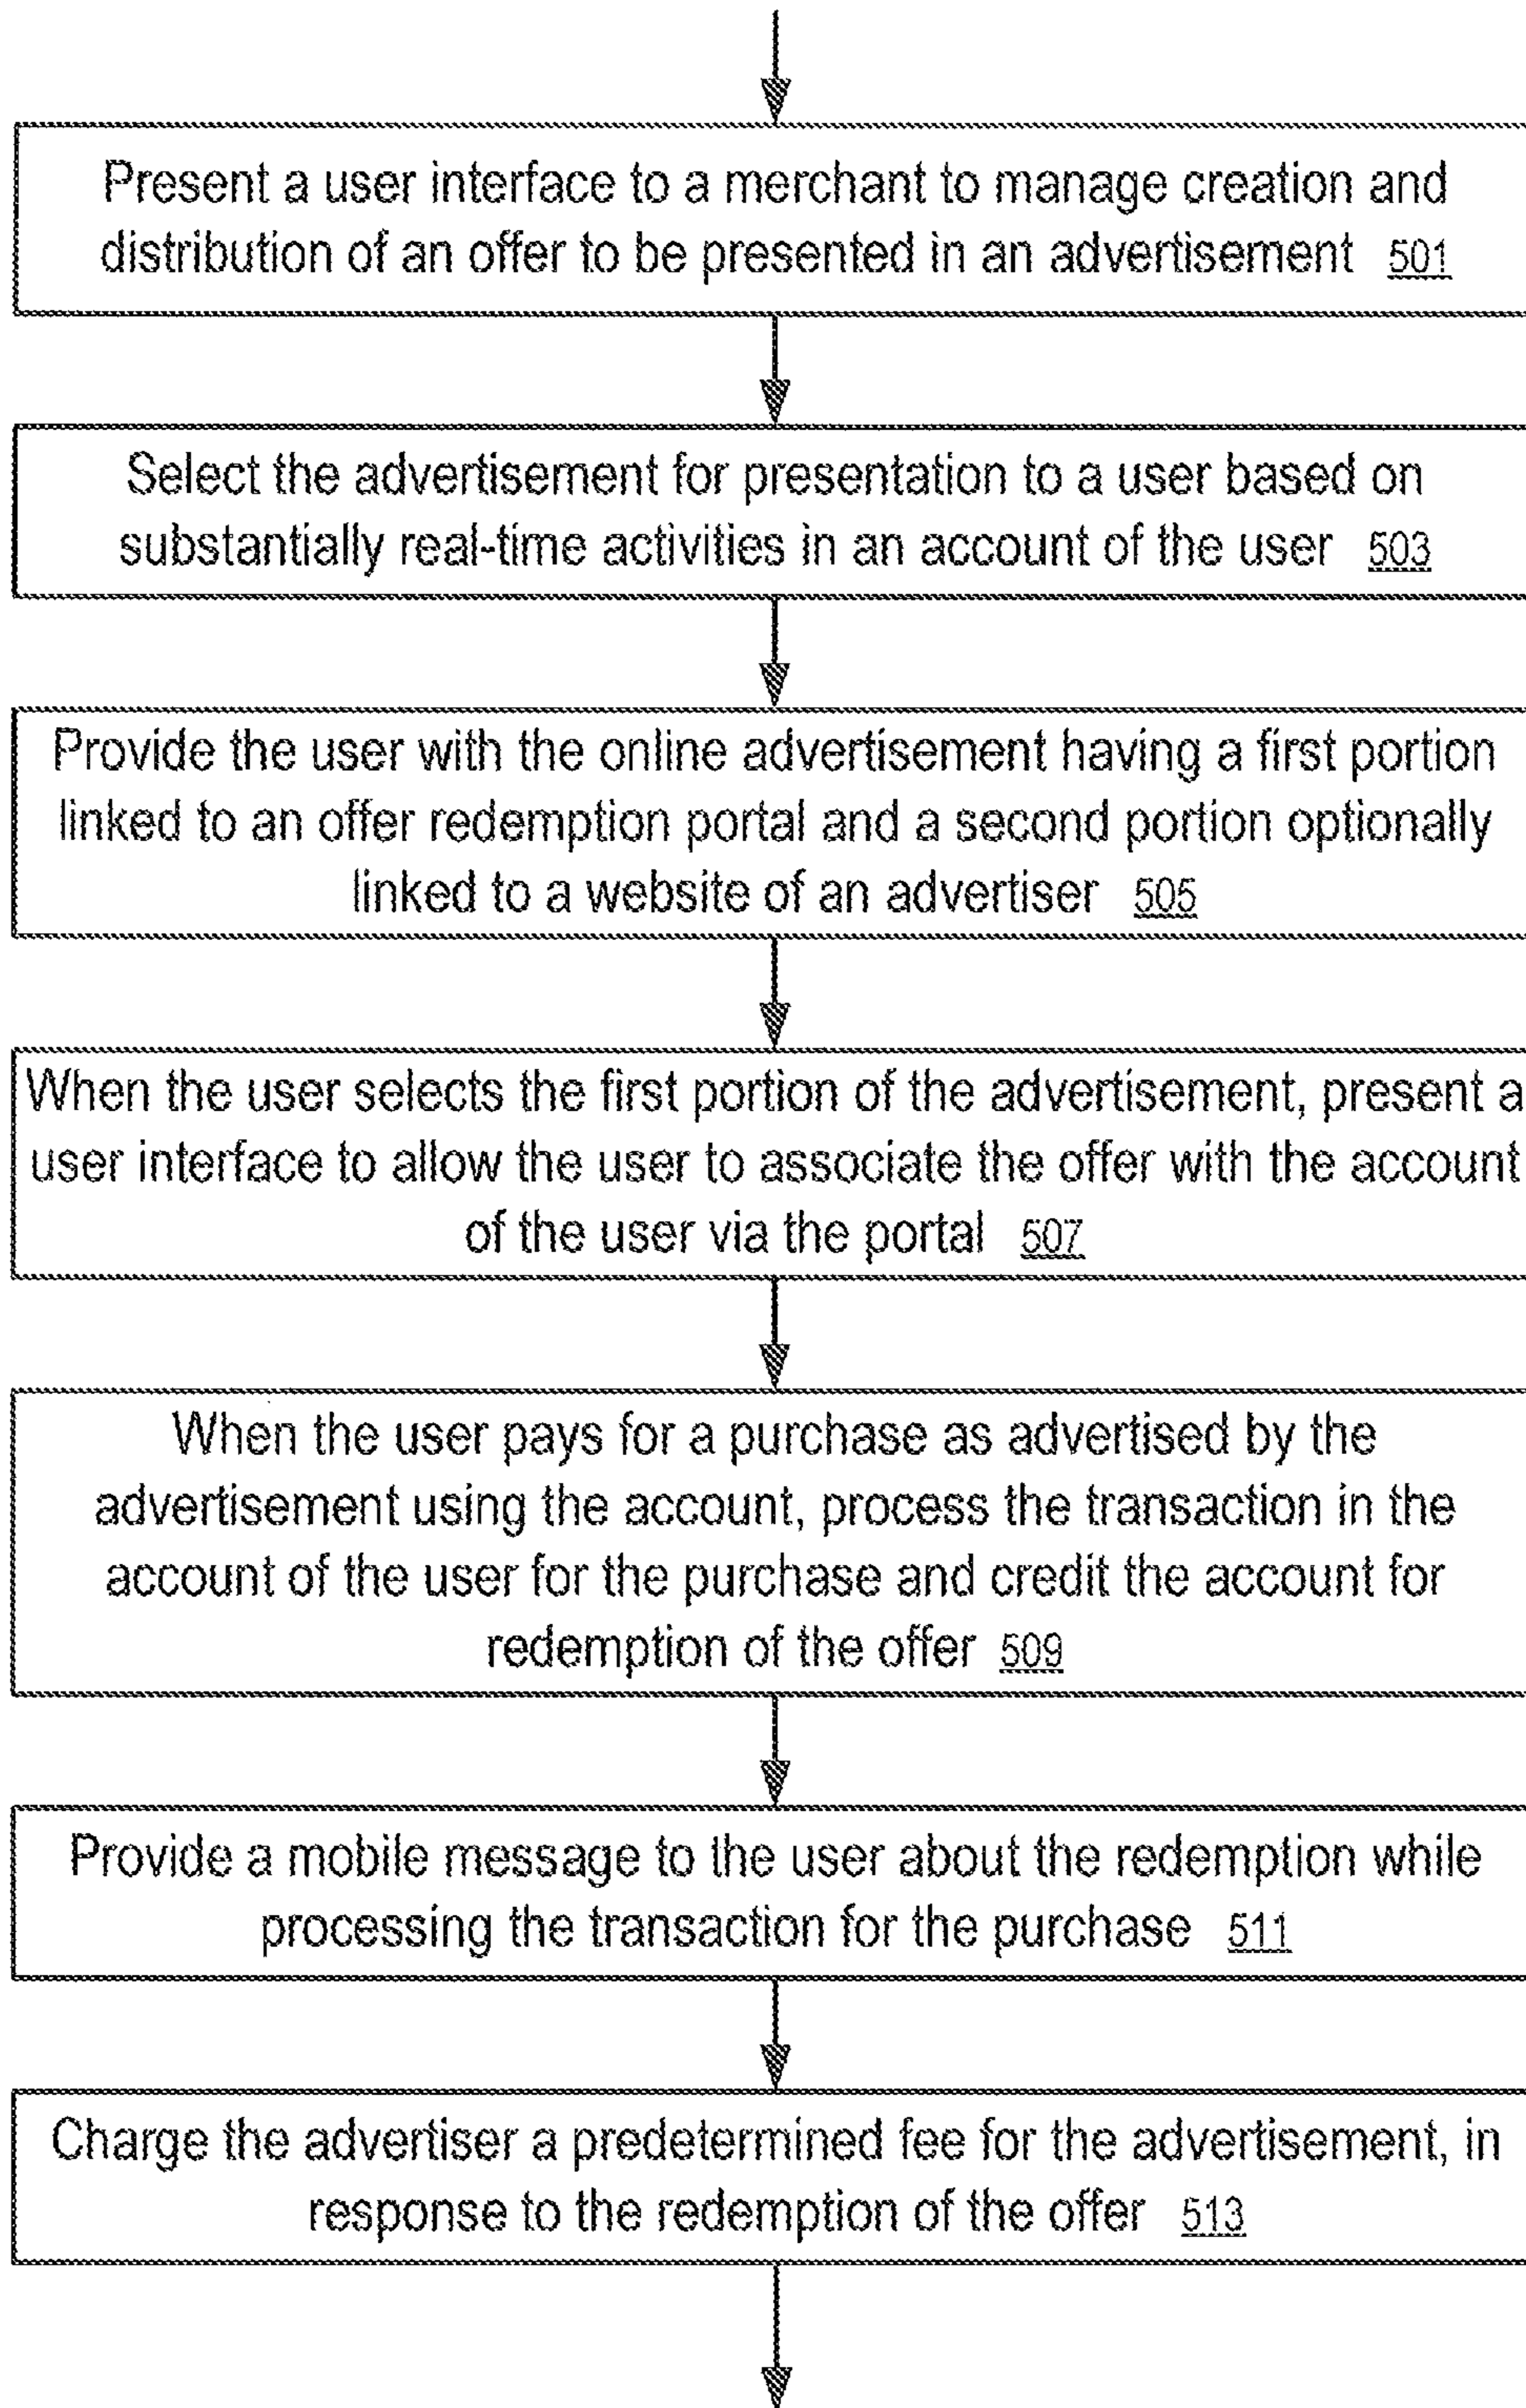 Present a user interface to a merchant to manage creation and
distribution of an offer to be presented in an advertisement 501
Select the advertisement for presentation to a user based on
substantially real-time activities in an account of the user 503
Provide the user with the online advertisement having a first portion
linked to an offer redemption portal and a second portion optionally
linked to a website of an advertiser 505
When the user selects the first portion of the advertisement, present a
user interface to allow the user to associate the offer with the account
of the user via the portal 507
When the user pays for a purchase as advertised by the
advertisement using the account, process the transaction in the
account of the user for the purchase and credit the account for
redemption of the offer 509
Provide a mobile message to the user about the redemption while
processing the transaction for the purchase 511
Charge the advertiser a predetermined fee for the advertisement, in
response to the redemption of the offer 513